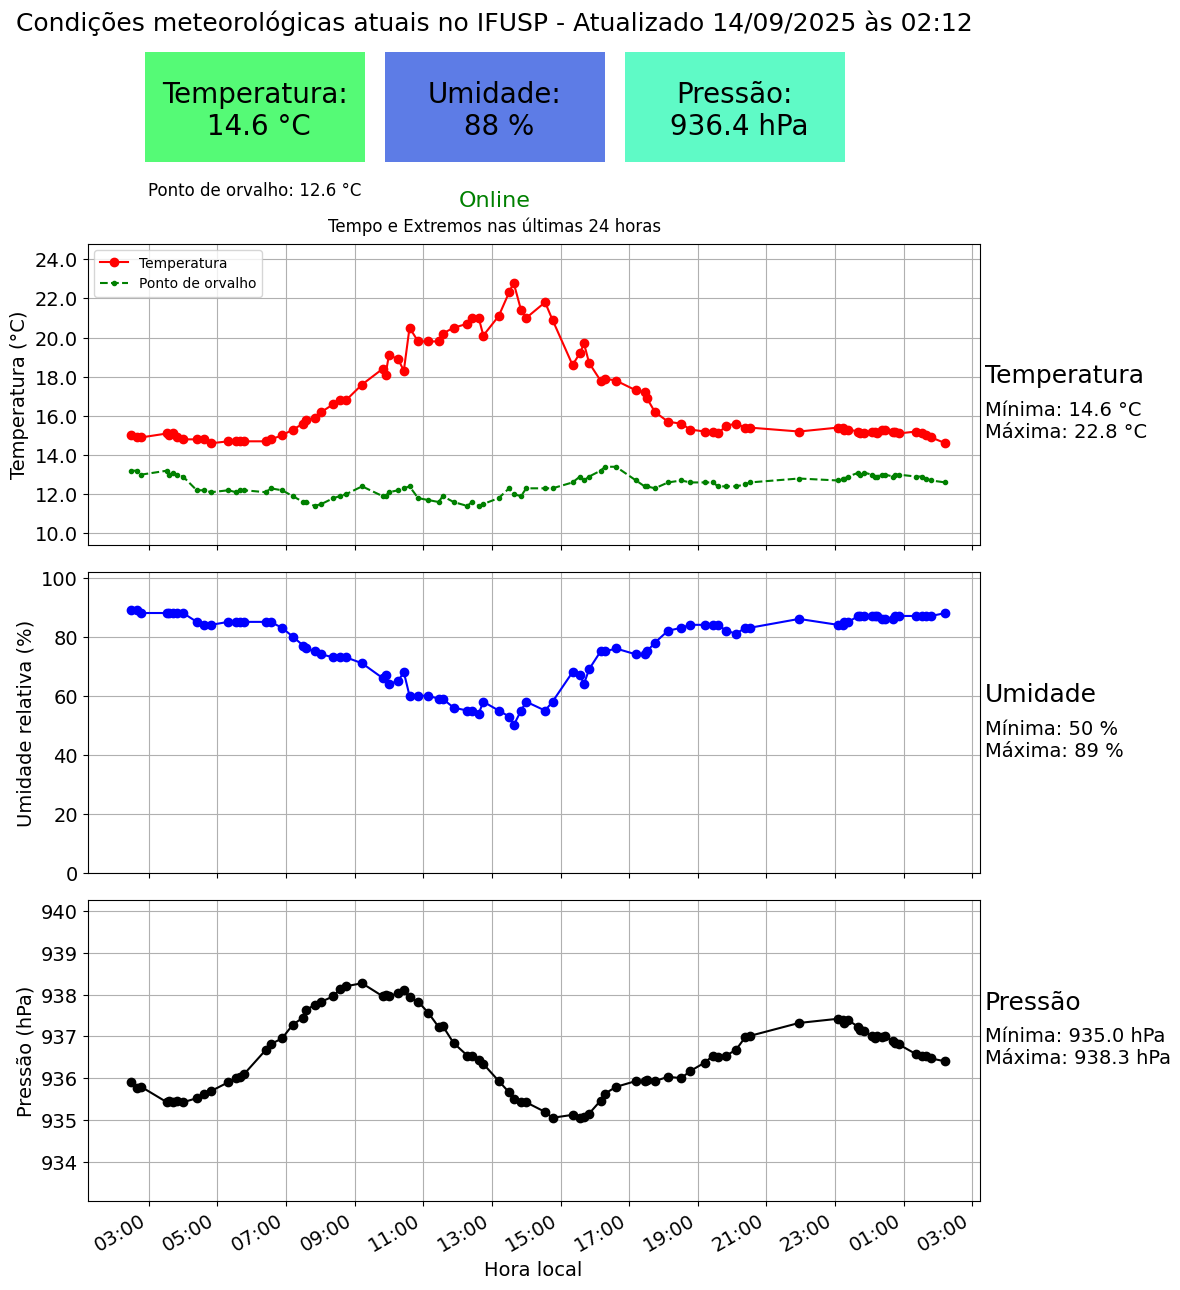 Condições meteorológicas atuais no IFUSP - Atualizado 14/09/2025 às 02:12
Temperatura:
14.6 °C
Umidade:
88 %
Pressão:
936.4 hPa
Ponto de orvalho: 12.6 °C
Online
Tempo e Extremos nas últimas 24 horas
Temperatura
Ponto de orvalho
Temperatura (°C)
24.0
22.0
20.0
18.0
16.0
14.0
12.0
10.0
Temperatura
Mínima: 14.6 °C
Máxima: 22.8 °C
Umidade relativa (%)
100
80
60
40
20
0
Umidade
Mínima: 50 %
Máxima: 89 %
Pressão (hPa)
940
939
938
937
936
935
934
Pressão
Mínima: 935.0 hPa
Máxima: 938.3 hPa
03:00 05:00 07:00 09:00 11:00 13:00 15:00 17:00 19:00 21:00 23:00 01:00 03:00
Hora local